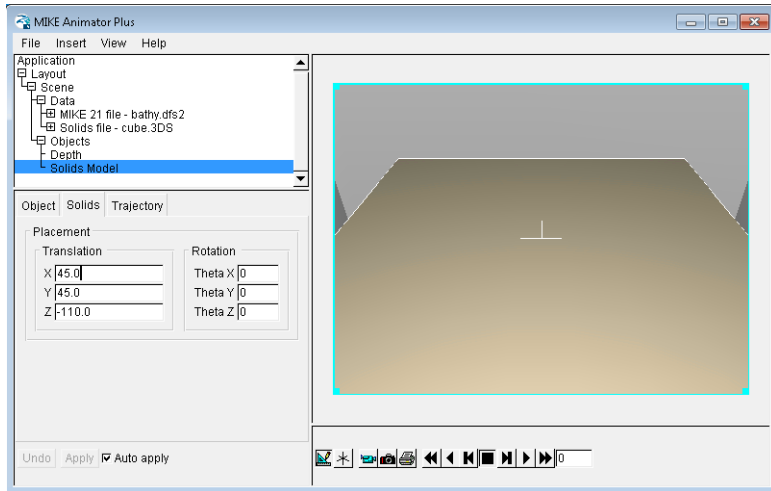 MIKE Animator Plus
File Insert View Help
Application
Layout
Scene
Data
MIKE 21 file - bathy.dfs2
Solids file - cube.3DS
Objects
Depth
Solids Model
Object Solids Trajectory
Placement
Translation Rotation
X 45.0 Theta X 0
Y 45.0 Theta Y 0
Z -110.0 Theta Z 0
Undo Apply Auto apply
0